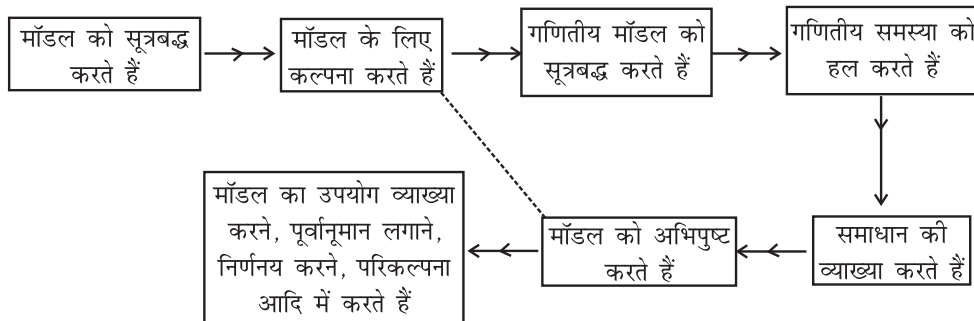 मॉडल को सूत्रबद्ध
करते हैं
मॉडल के लिए
कल्पना करते हैं
गणितीय मॉडल को
सूत्रबद्ध करते हैं
गणितीय समस्या को
हल करते हैं
समाधान की
व्याख्या करते हैं
मॉडल को अभिपुष्ट
करते हैं
मॉडल का उपयोग व्याख्या
करने, पूर्वानूमान लगाने,
निर्णनय करने, परिकल्पना
आदि में करते हैं